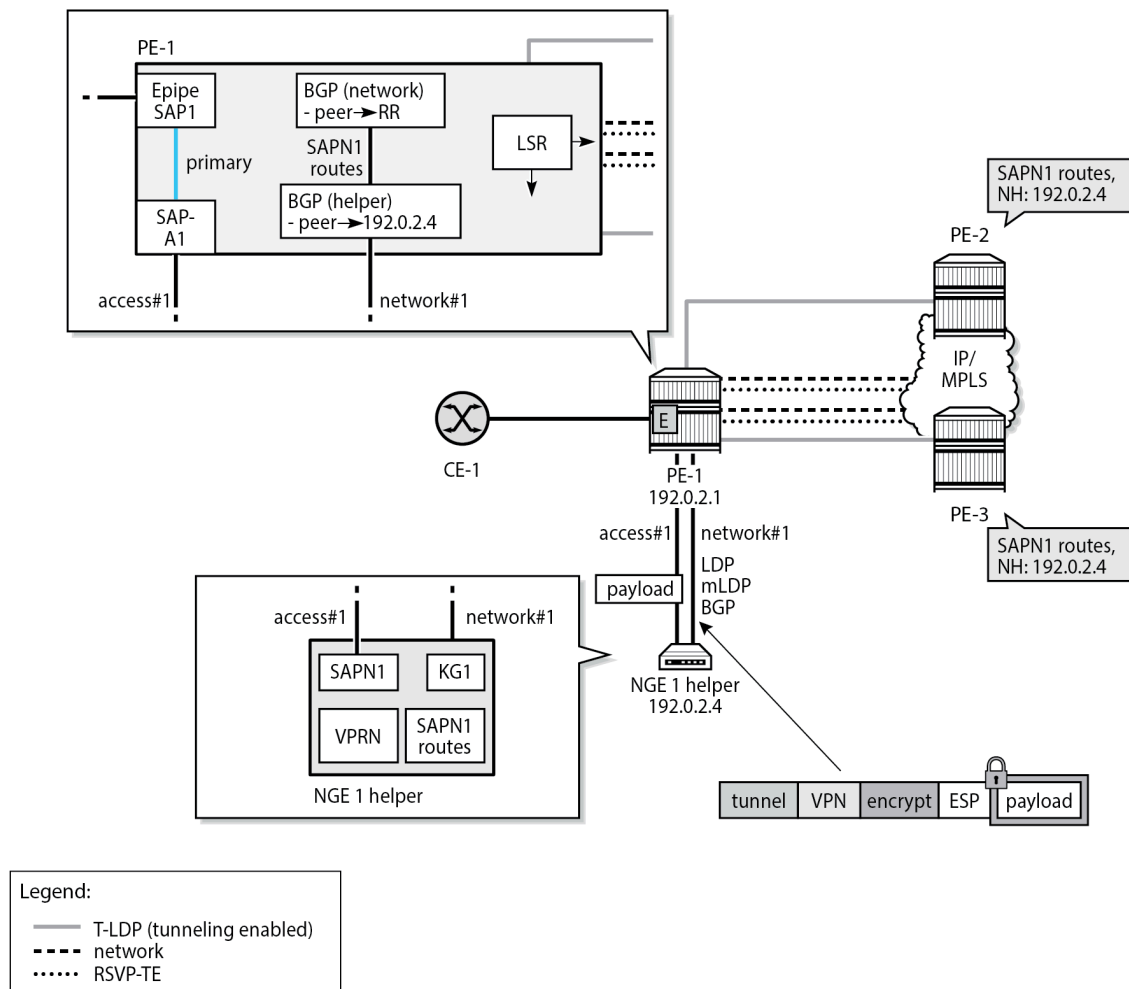 PE-1
Epipe
SAP1
BGP (network)
- peer→RR
primary
SAPN1
routes
LSR
SAP-
A1
BGP (helper)
- peer→192.0.2.4
access#1
network#1
SAPN1 routes,
NH: 192.0.2.4
PE-2
IP/
MPLS
E
CE-1
PE-1
192.0.2.1
PE-3
SAPN1 routes,
NH: 192.0.2.4
access#1
network#1
LDP
mLDP
BGP
payload
NGE 1 helper
192.0.2.4
access#1
network#1
SAPN1
KG1
VPRN
SAPN1
routes
NGE 1 helper
tunnel VPN encrypt ESP payload
Legend:
T-LDP (tunneling enabled)
network
RSVP-TE